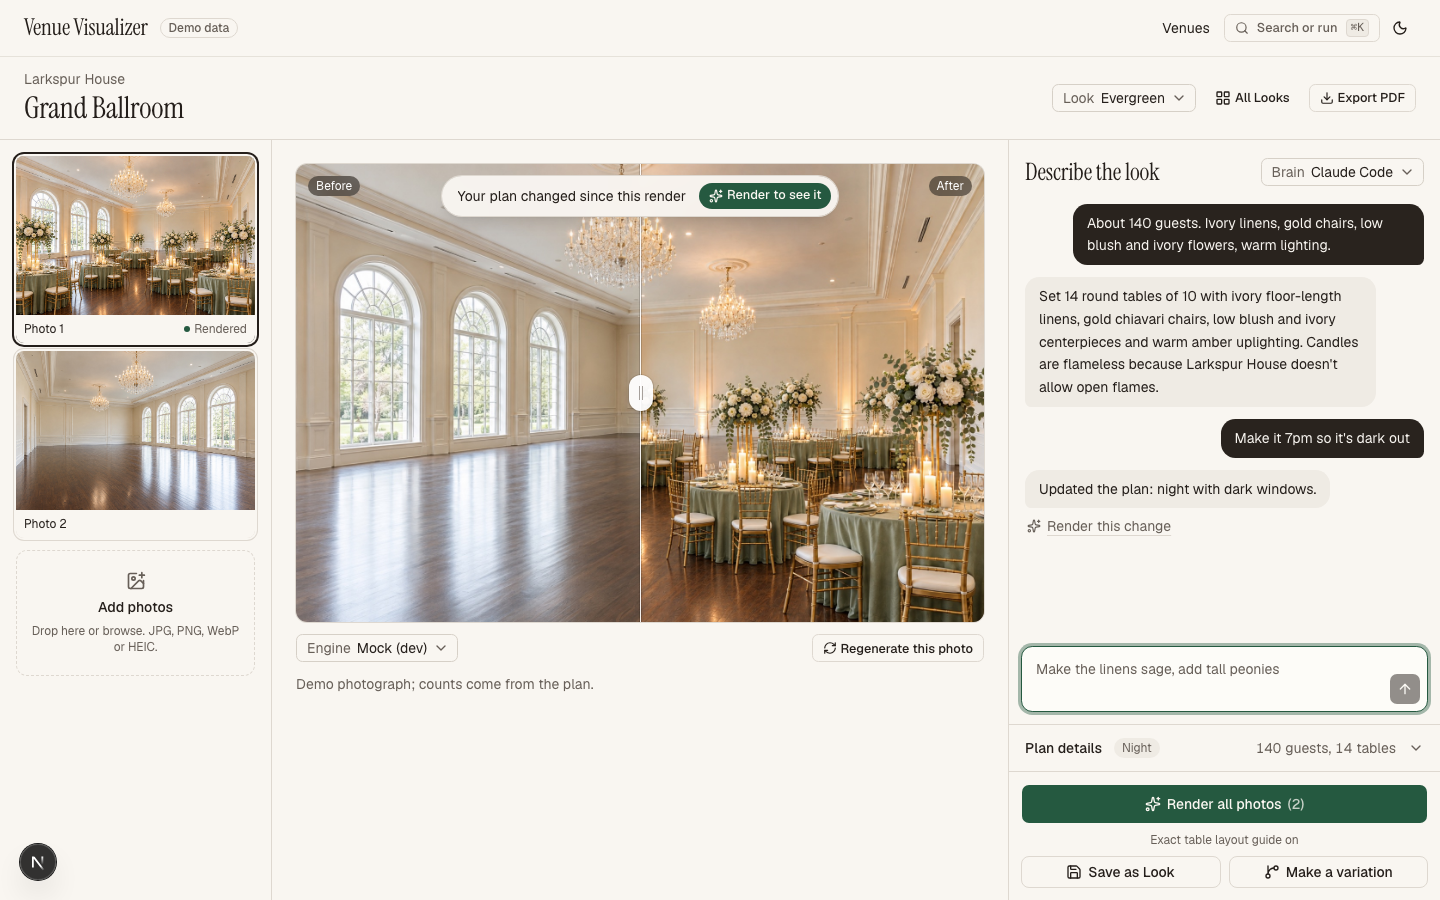 Venue Visualizer
Demo data
Venues
Search or run
⌘K
Larkspur House
Grand Ballroom
Look Evergreen
All Looks
Export PDF
Photo 1
Rendered
Photo 2
Add photos
Drop here or browse. JPG, PNG, WebP
or HEIC.
Before
Your plan changed since this render
Render to see it
After
Engine Mock (dev)
Regenerate this photo
Demo photograph; counts come from the plan.
Describe the look
Brain Claude Code
About 140 guests. Ivory linens, gold chairs, low
blush and ivory flowers, warm lighting.
Set 14 round tables of 10 with ivory floor-length
linens, gold chiavari chairs, low blush and ivory
centerpieces and warm amber uplighting. Candles
are flameless because Larkspur House doesn't
allow open flames.
Make it 7pm so it's dark out
Updated the plan: night with dark windows.
Render this change
Make the linens sage, add tall peonies
Plan details
Night
140 guests, 14 tables
Render all photos (2)
Exact table layout guide on
Save as Look
Make a variation
N